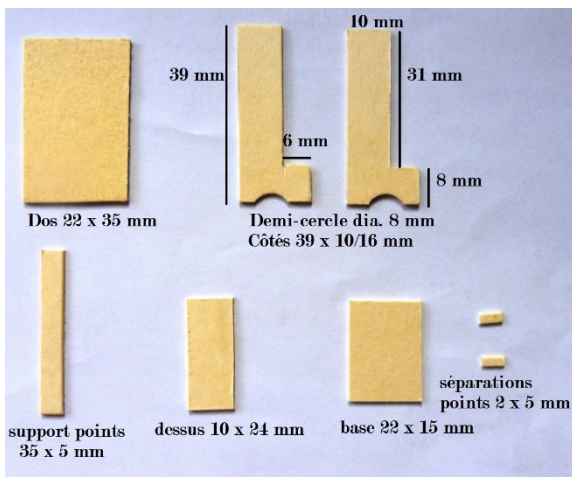 10 mm
39 mm
31 mm
6 mm
8 mm
Dos 22 x 35 mm
Demi-cercle dia. 8 mm
Côtés 39 x 10/16 mm
support points
35 x 5 mm
dessus 10 x 24 mm
base 22 x 15 mm
séparations
points 2 x 5 mm